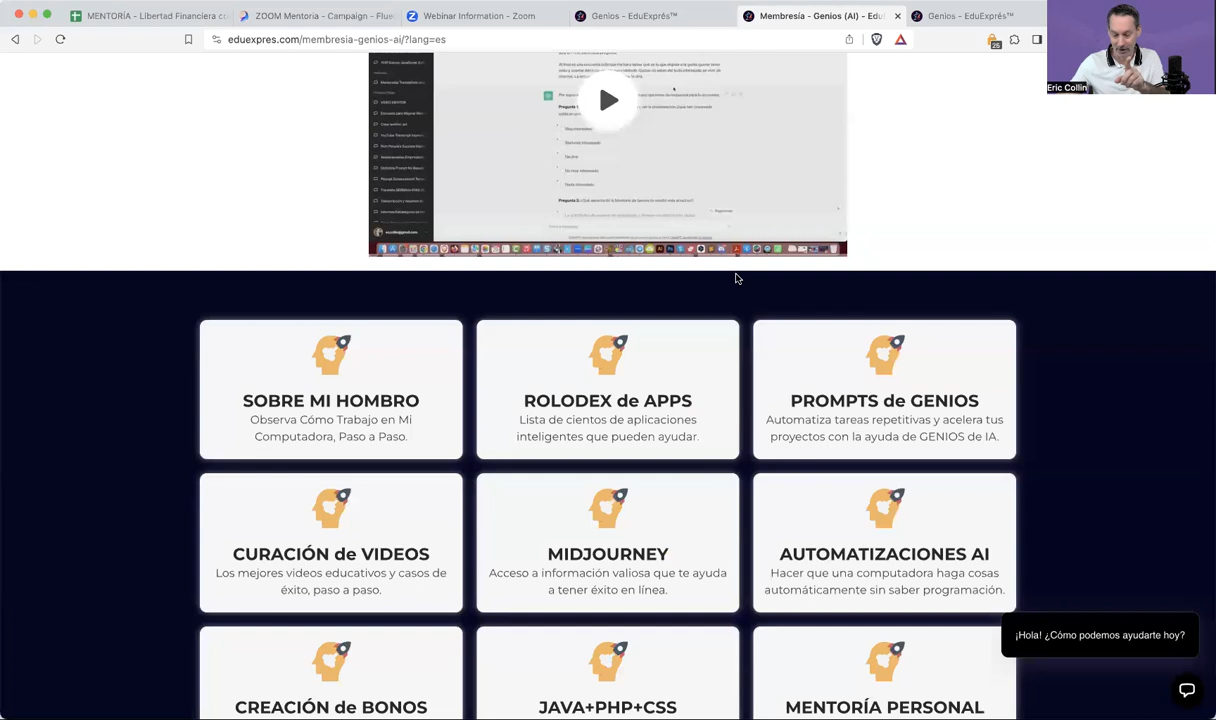 MENTORÍA - Libertad Financiera c
ZOOM Mentoria - Campaign - Flue
Webinar Information - Zoom
Genios - EduExprés™
Membresía - Genios (AI) - Edu
Genios - EduExprés™
eduexpres.com/membresia-genios-ai/?lang=es
25
Eric Collin
VIDEO MENTOR
SOBRE MI HOMBRO
Observa Cómo Trabajo en Mi
Computadora, Paso a Paso.
ROLODEX de APPS
Lista de cientos de aplicaciones
inteligentes que pueden ayudar.
PROMPTS de GENIOS
Automatiza tareas repetitivas y acelera tus
proyectos con la ayuda de GENIOS de IA.
CURACIÓN de VIDEOS
Los mejores videos educativos y casos de
éxito, paso a paso.
MIDJOURNEY
Acceso a información valiosa que te ayuda
a tener éxito en línea.
AUTOMATIZACIONES AI
Hacer que una computadora haga cosas
automáticamente sin saber programación.
CREACIÓN de BONOS
JAVA+PHP+CSS
MENTORÍA PERSONAL
¡Hola! ¿Cómo podemos ayudarte hoy?